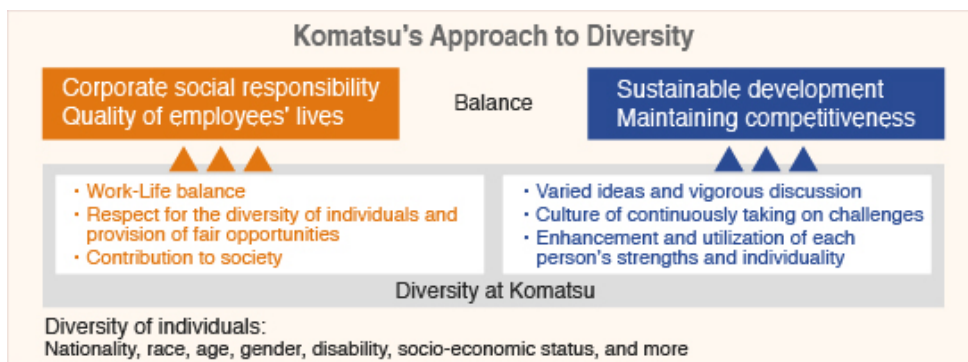 Komatsu's Approach to Diversity
Corporate social responsibility
Quality of employees' lives
Balance
Sustainable development
Maintaining competitiveness
・Work-Life balance
・Respect for the diversity of individuals and
provision of fair opportunities
・Contribution to society
・Varied ideas and vigorous discussion
・Culture of continuously taking on challenges
・Enhancement and utilization of each
person's strengths and individuality
Diversity at Komatsu
Diversity of individuals:
Nationality, race, age, gender, disability, socio-economic status, and more